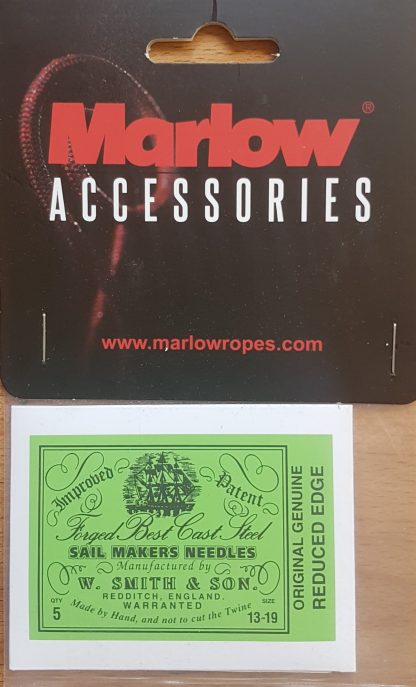 Marlow®
ACCESSORIES
www.marlowropes.com
Improved Patent
Forged Best Cast Steel
SAIL MAKERS NEEDLES
Manufactured by
W. SMITH & SON.
REDDITCH, ENGLAND.
WARRANTED
QTY
5
Made by Hand, and not to cut the Twine
SIZE
13-19
ORIGINAL GENUINE
REDUCED EDGE